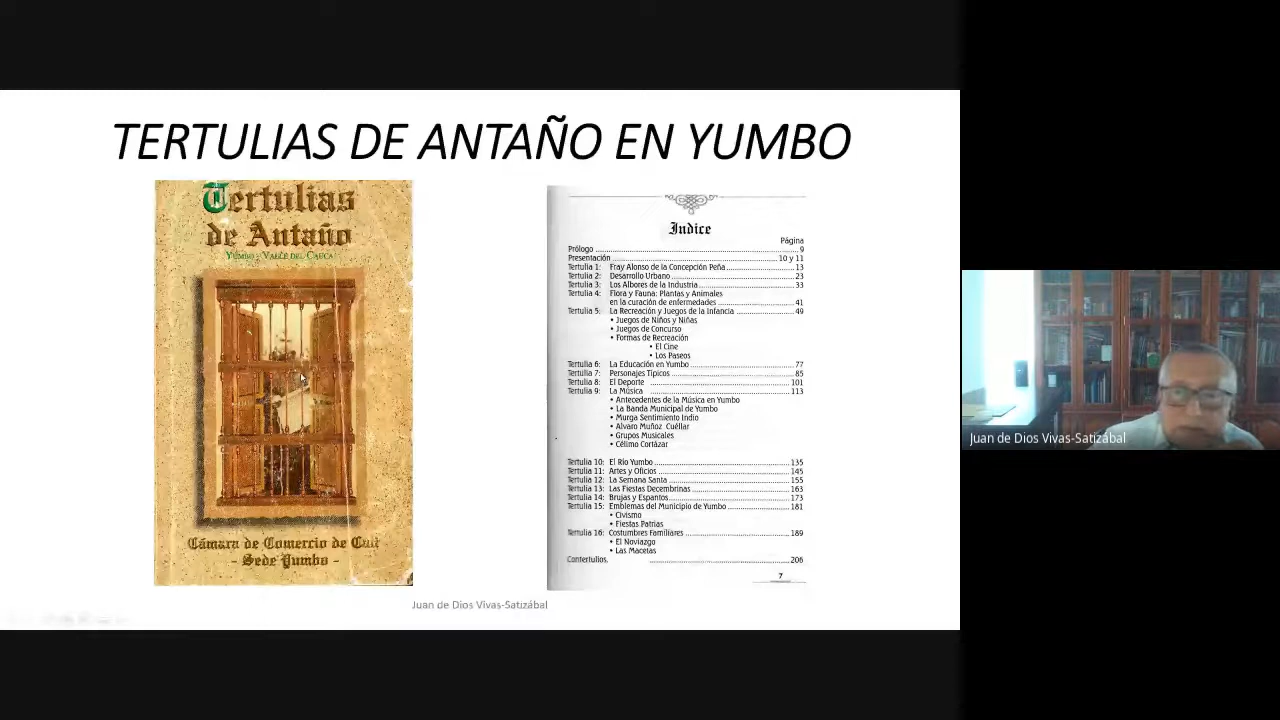 TERTULIAS DE ANTAÑO EN YUMBO
Tertulias
de Antaño
Yumbo - Valle del Cauca
Cámara de Comercio de Cali
- Sede Yumbo -
Indice
Página
Prólogo 9
Presentación 10 y 11
Tertulia 1: Fray Alonso de la Concepción Peña 13
Tertulia 2: Desarrollo Urbano 23
Tertulia 3: Los Albores de la Industria 33
Tertulia 4: Flora y Fauna: Plantas y Animales
en la curación de enfermedades 41
Tertulia 5: La Recreación y Juegos de la Infancia 49
• Juegos de Niños y Niñas
• Juegos de Concurso
• Formas de Recreación
• El Cine
• Los Paseos
Tertulia 6: La Educación en Yumbo 77
Tertulia 7: Personajes Típicos 85
Tertulia 8: El Deporte 101
Tertulia 9: La Música 113
• Antecedentes de la Música en Yumbo
• La Banda Municipal de Yumbo
• Murga Sentimiento Indio
• Alvaro Muñoz Cuéllar
• Grupos Musicales
• Célimo Cortázar
Tertulia 10: El Río Yumbo 135
Tertulia 11: Artes y Oficios 145
Tertulia 12: La Semana Santa 155
Tertulia 13: Las Fiestas Decembrinas 163
Tertulia 14: Brujas y Espantos 173
Tertulia 15: Emblemas del Municipio de Yumbo 181
• Civismo
• Fiestas Patrias
Tertulia 16: Costumbres Familiares 189
• El Noviazgo
• Las Macetas
Contertulios. 206
7
Juan de Dios Vivas-Satizábal
Juan de Dios Vivas-Satizábal